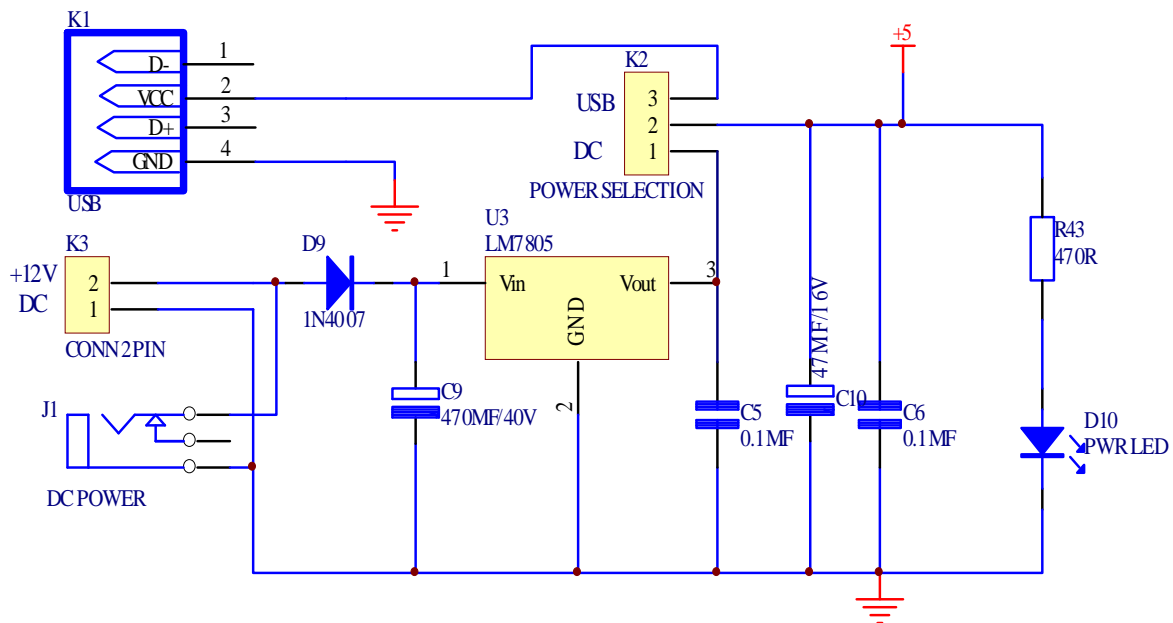 K1
D-
1
VCC
2
D+
3
GND
4
USB
K2
USB
3
2
DC
1
POWER SELECTION
+5
K3
+12V
2
DC
1
CONN 2PIN
D9
1N4007
U3
LM7805
1
Vin
Vout
3
GND
2
R43
470R
47MF/16V
C9
470MF/40V
C5
0.1MF
C10
C6
0.1MF
D10
PWR LED
J1
DC POWER